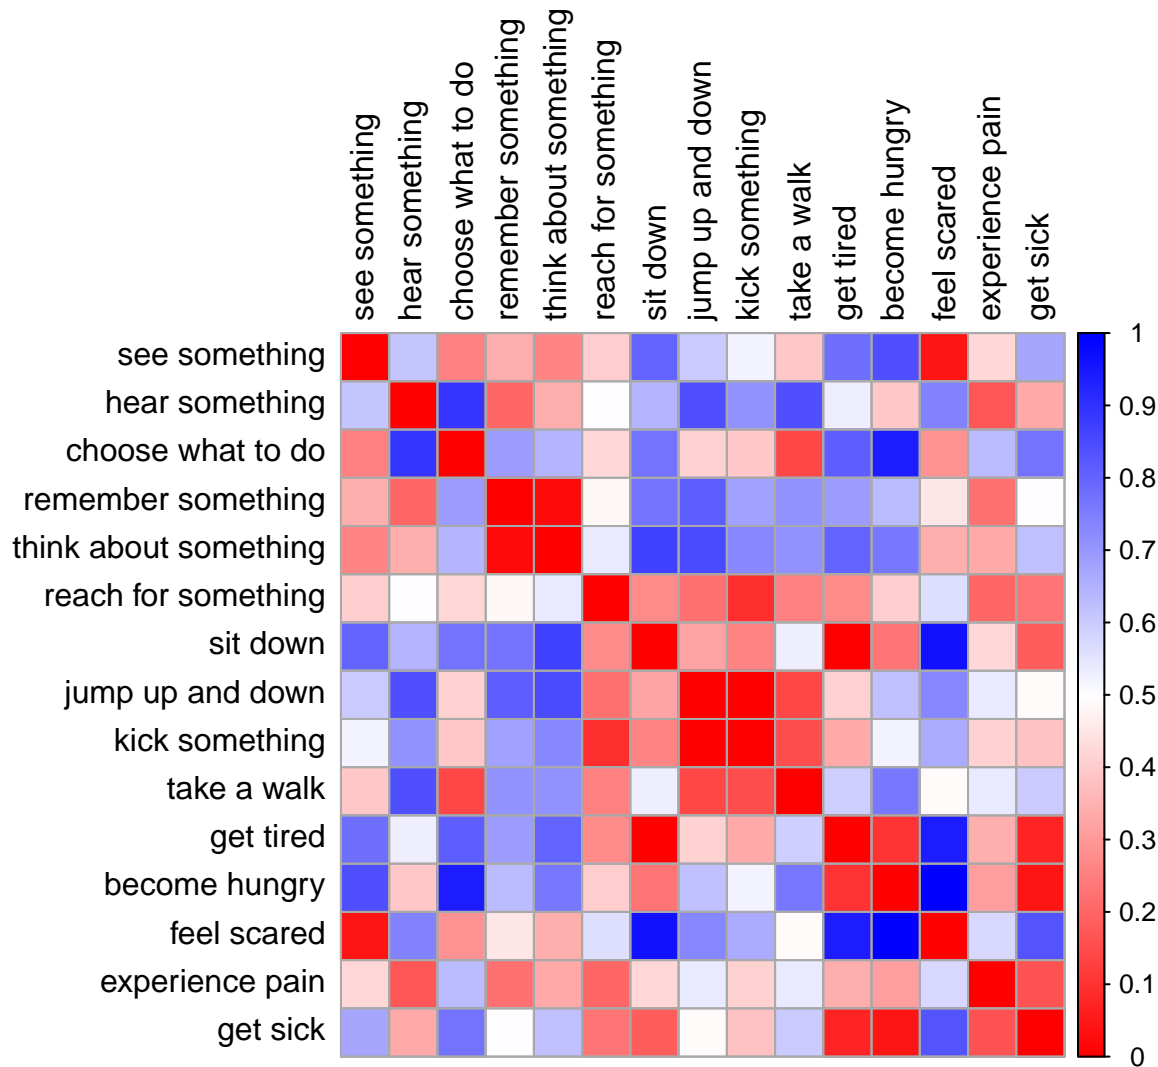 see something
hear something
choose what to do
remember something
think about something
reach for something
sit down
jump up and down
kick something
take a walk
get tired
become hungry
feel scared
experience pain
get sick
see something
hear something
choose what to do
remember something
think about something
reach for something
sit down
jump up and down
kick something
take a walk
get tired
become hungry
feel scared
experience pain
get sick
1
0.9
0.8
0.7
0.6
0.5
0.4
0.3
0.2
0.1
0